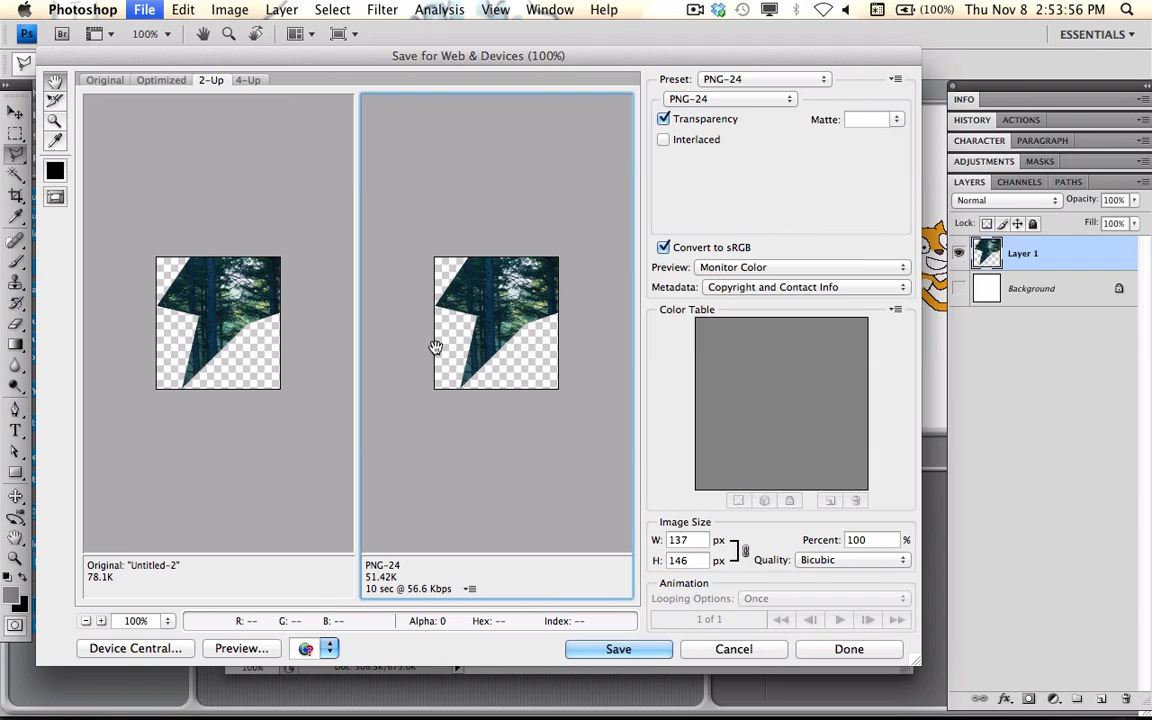 Photoshop File Edit Image Layer Select Filter Analysis View Window Help (100%) Thu Nov 8 2:53:56 PM
Ps Br 100% ESSENTIALS
Save for Web & Devices (100%)
Original Optimized 2-Up 4-Up
Preset: PNG-24
PNG-24
Transparency Matte:
Interlaced
Convert to sRGB
Preview: Monitor Color
Metadata: Copyright and Contact Info
Color Table
Image Size
W: 137 px Percent: 100 %
H: 146 px Quality: Bicubic
Animation
Looping Options: Once
1 of 1
Original: "Untitled-2"
78.1K
PNG-24
51.42K
10 sec @ 56.6 Kbps
100% R: -- G: -- B: -- Alpha: 0 Hex: -- Index: --
Device Central... Preview... Save Cancel Done
INFO
HISTORY ACTIONS
CHARACTER PARAGRAPH
ADJUSTMENTS MASKS
LAYERS CHANNELS PATHS
Normal Opacity: 100%
Lock: Fill: 100%
Layer 1
Background
fx
T
100%